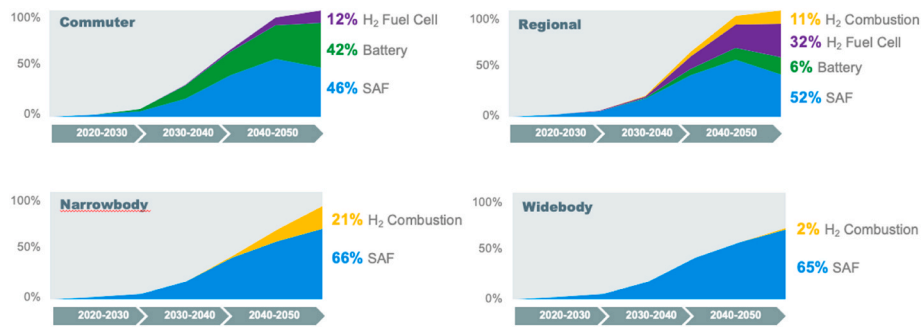 Commuter
100%
50%
0%
12% H₂ Fuel Cell
42% Battery
46% SAF
2020-2030 2030-2040 2040-2050
Regional
100%
50%
0%
11% H₂ Combustion
32% H₂ Fuel Cell
6% Battery
52% SAF
2020-2030 2030-2040 2040-2050
Narrowbody
100%
50%
0%
21% H₂ Combustion
66% SAF
2020-2030 2030-2040 2040-2050
Widebody
100%
50%
0%
2% H₂ Combustion
65% SAF
2020-2030 2030-2040 2040-2050